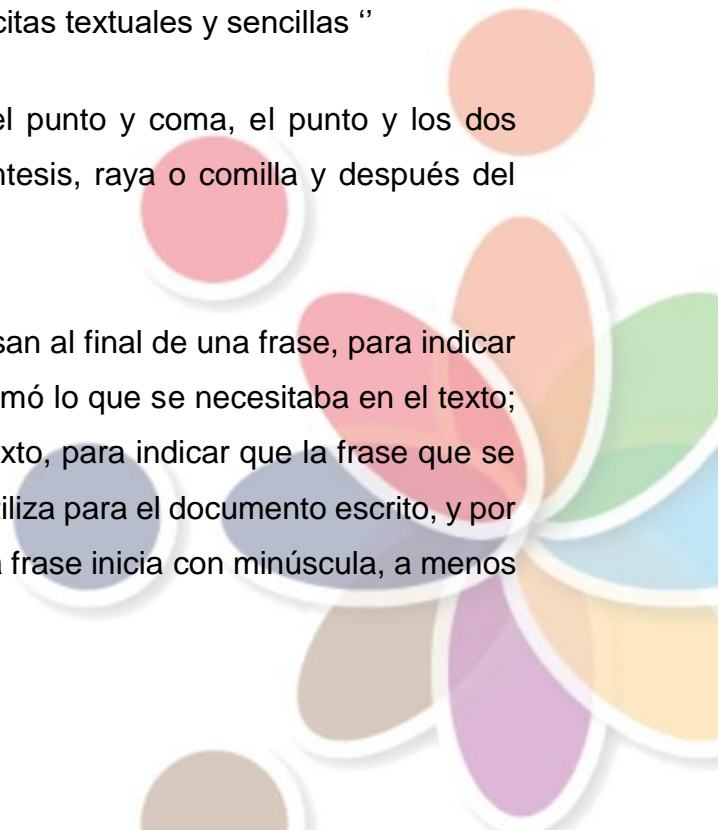 citas textuales y sencillas ‘’
el punto y coma, el punto y los dos
ntesis, raya o comilla y después del
san al final de una frase, para indicar
mó lo que se necesitaba en el texto;
xto, para indicar que la frase que se
tiliza para el documento escrito, y por
a frase inicia con minúscula, a menos